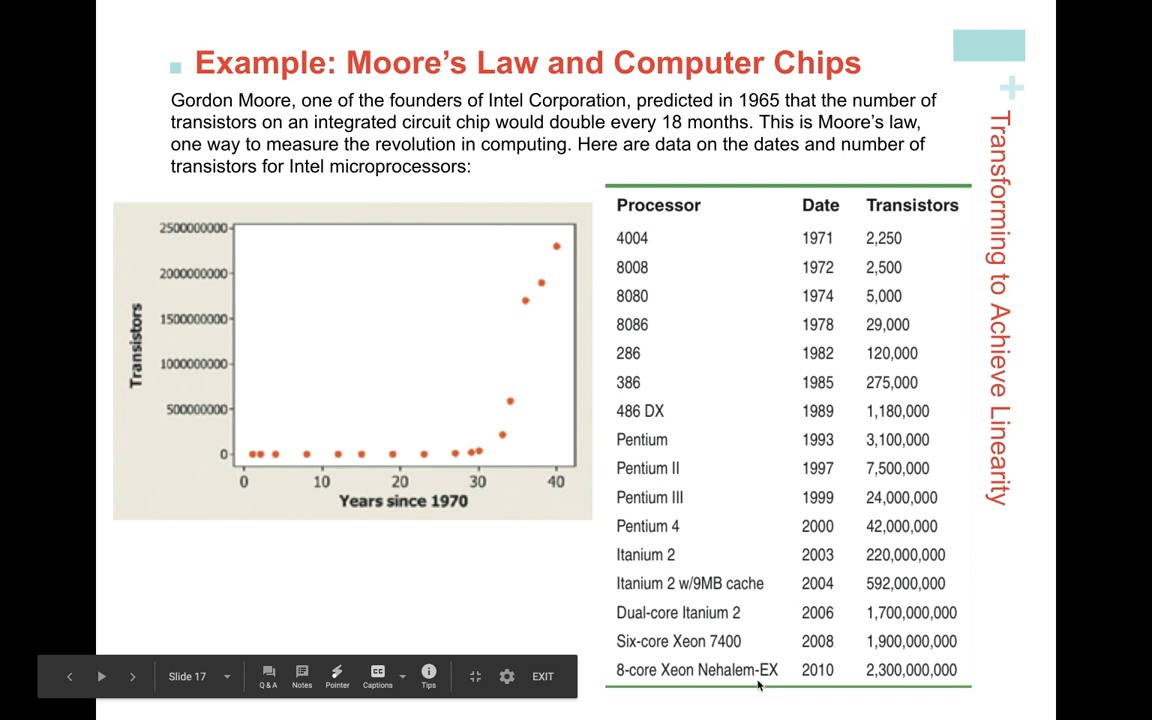 Example: Moore's Law and Computer Chips
Gordon Moore, one of the founders of Intel Corporation, predicted in 1965 that the number of
transistors on an integrated circuit chip would double every 18 months. This is Moore's law,
one way to measure the revolution in computing. Here are data on the dates and number of
transistors for Intel microprocessors:
2500000000
2000000000
1500000000
1000000000
500000000
0
Transistors
0 10 20 30 40
Years since 1970
Processor Date Transistors
4004 1971 2,250
8008 1972 2,500
8080 1974 5,000
8086 1978 29,000
286 1982 120,000
386 1985 275,000
486 DX 1989 1,180,000
Pentium 1993 3,100,000
Pentium II 1997 7,500,000
Pentium III 1999 24,000,000
Pentium 4 2000 42,000,000
Itanium 2 2003 220,000,000
Itanium 2 w/9MB cache 2004 592,000,000
Dual-core Itanium 2 2006 1,700,000,000
Six-core Xeon 7400 2008 1,900,000,000
8-core Xeon Nehalem-EX 2010 2,300,000,000
+
Transforming to Achieve Linearity
Slide 17
Q & A
Notes
Pointer
CC
Captions
Tips
EXIT